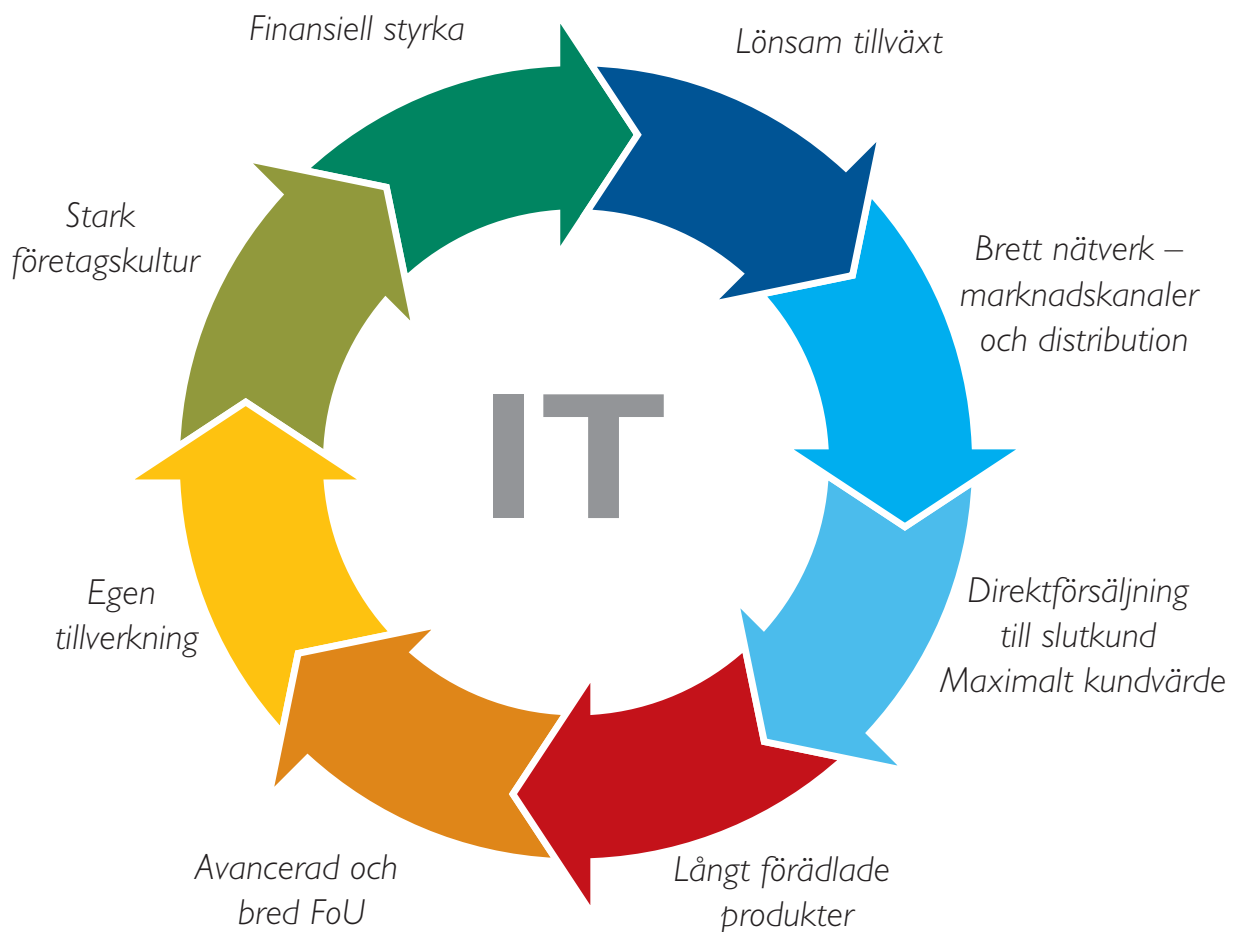 Finansiell styrka
Lönsam tillväxt
Brett nätverk –
marknadskanaler
och distribution
Direktförsäljning
till slutkund
Maximalt kundvärde
Långt förädlade
produkter
Avancerad och
bred FoU
Egen
tillverkning
Stark
företagskultur
IT